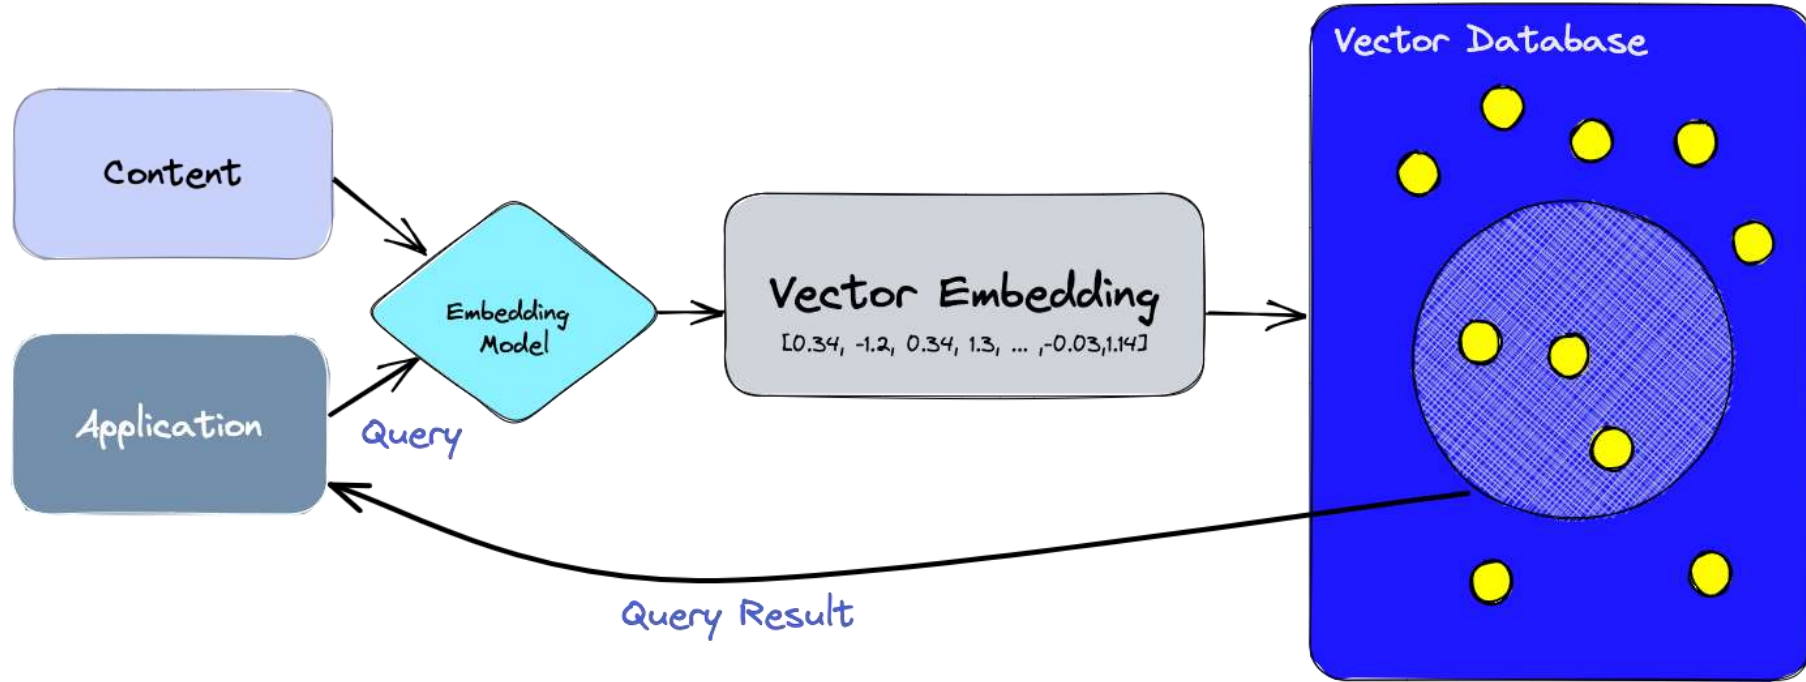 Vector Database
Content
Embedding
Model
Vector Embedding
[0.34, -1.2, 0.34, 1.3, ... ,-0.03,1.14]
Application
Query
Query Result